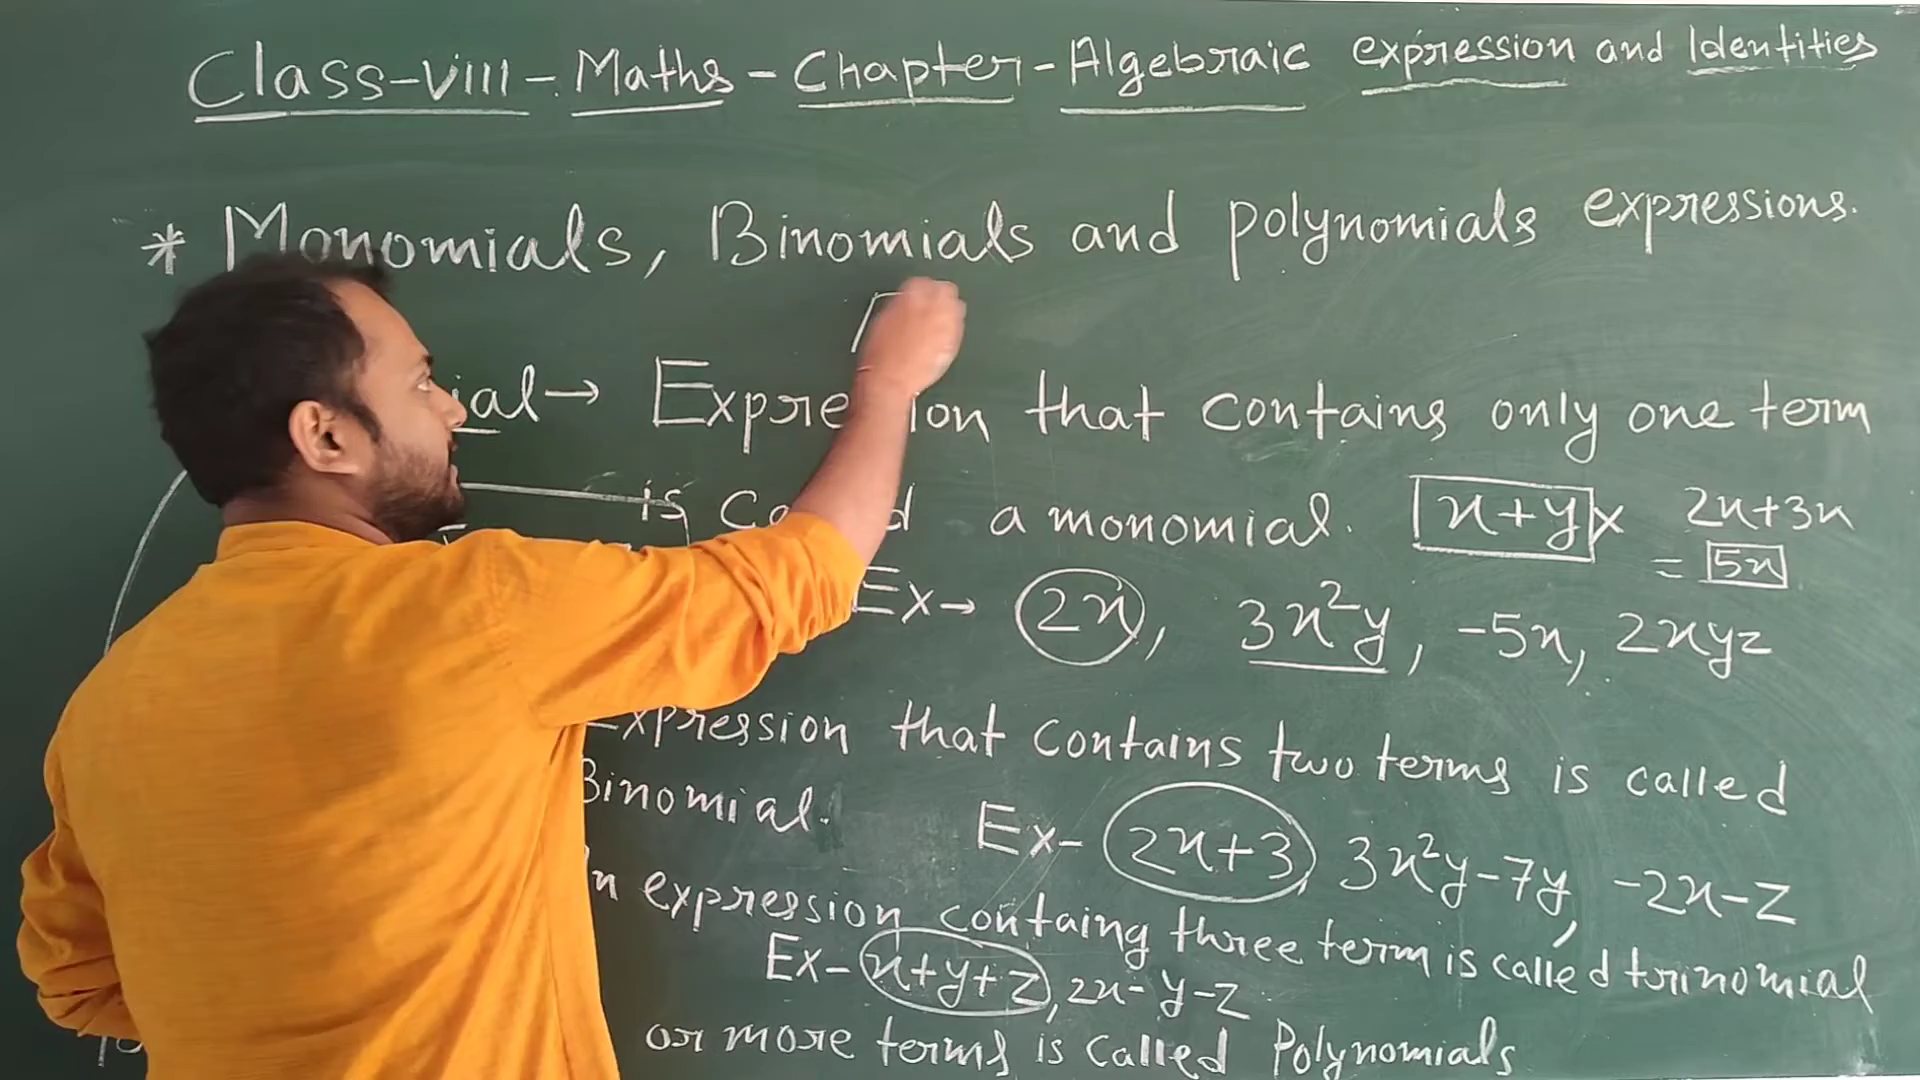 Class-VIII - Maths - Chapter - Algebraic expression and Identities
* Monomials, Binomials and polynomials expressions.
ial → Expression that contains only one term
is called a monomial. x+y × 2x+3x
= 5x
Ex → 2x, 3x²y, -5x, 2xyz
Expression that contains two terms is called
Binomial. Ex- 2x+3, 3x²y-7y, -2x-z
n expression containg three term is called trinomial
Ex- x+y+z, 2x-y-z
or more terms is called Polynomials